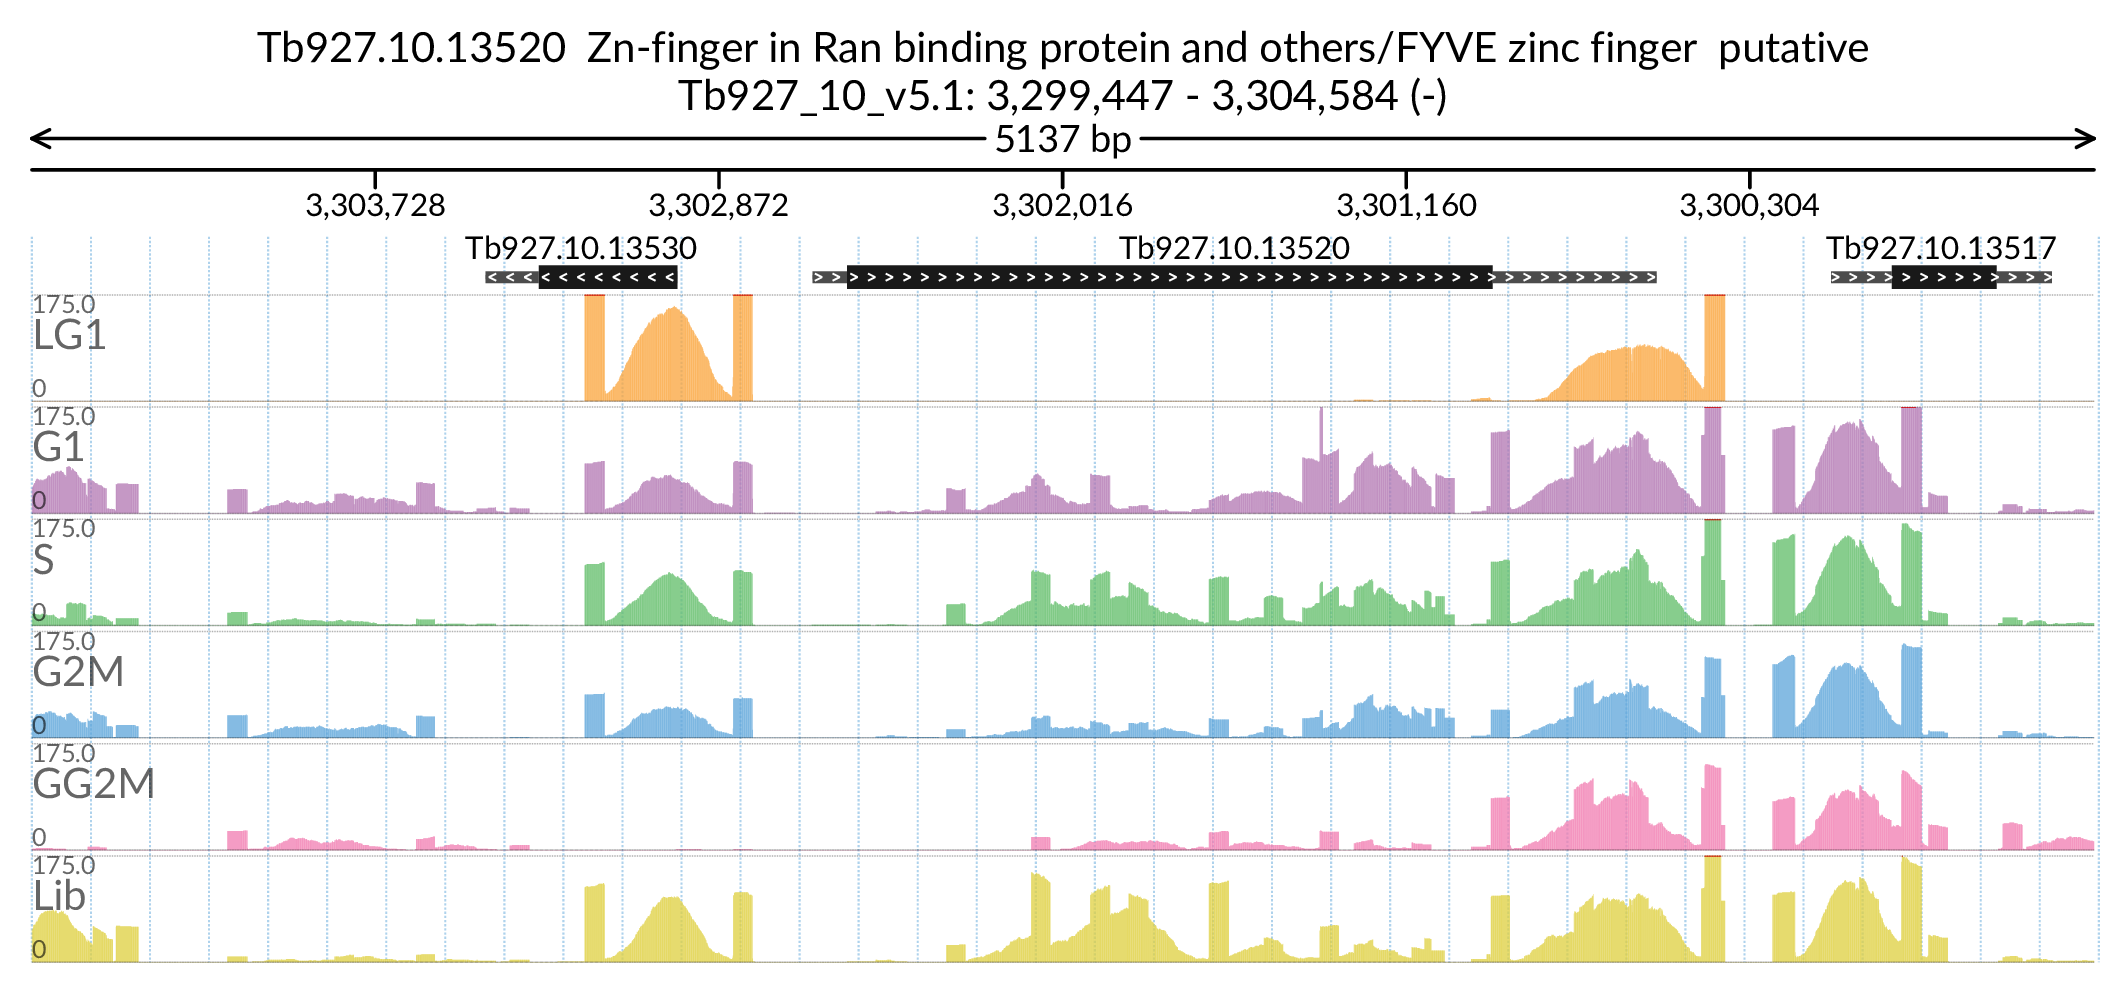 Tb927.10.13520  Zn-finger in Ran binding protein and others/FYVE zinc finger  putative
Tb927_10_v5.1: 3,299,447 - 3,304,584 (-)
5137 bp
3,303,728 3,302,872 3,302,016 3,301,160 3,300,304
Tb927.10.13530 Tb927.10.13520 Tb927.10.13517
175.0
LG1
0
175.0
G1
0
175.0
S
0
175.0
G2M
0
175.0
GG2M
0
175.0
Lib
0